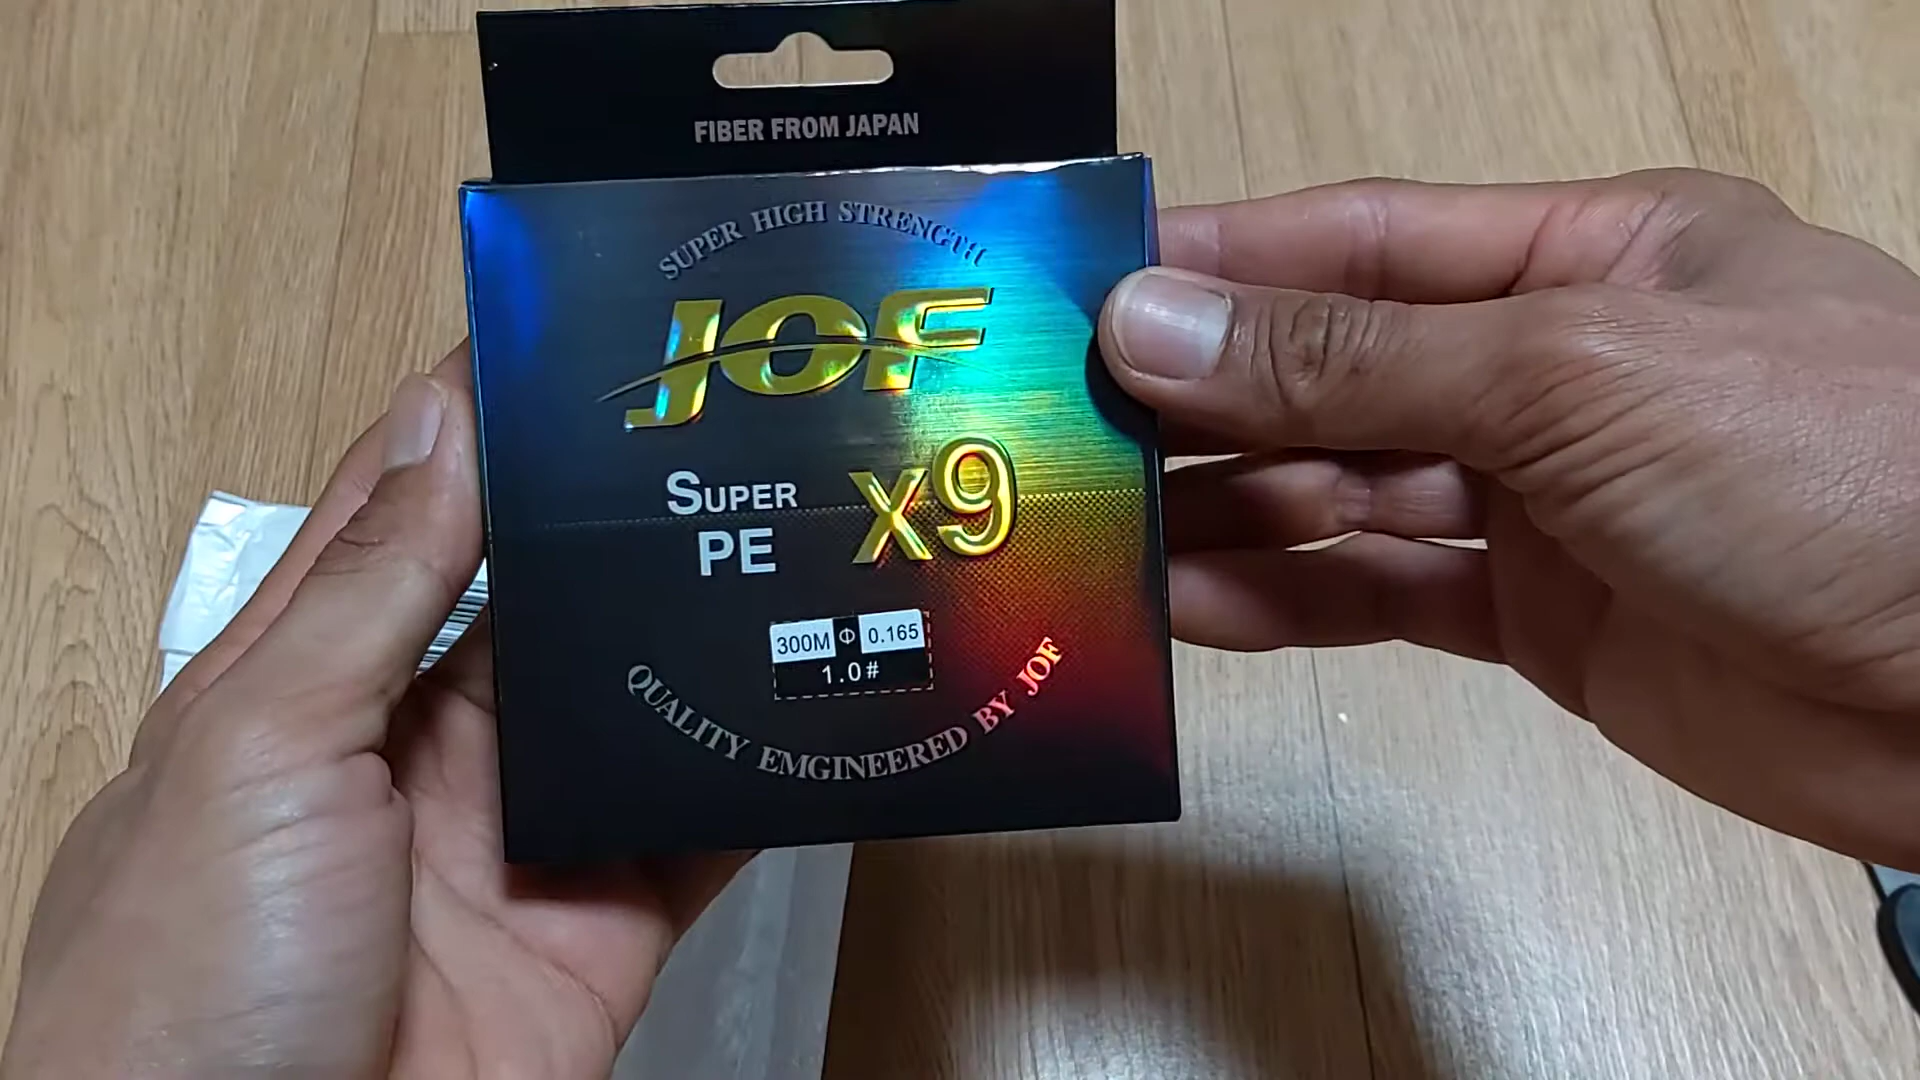 FIBER FROM JAPAN
SUPER HIGH STRENGTH
JOF
SUPER
PE
X9
300M Φ 0.165
1.0#
QUALITY EMGINEERED BY JOF